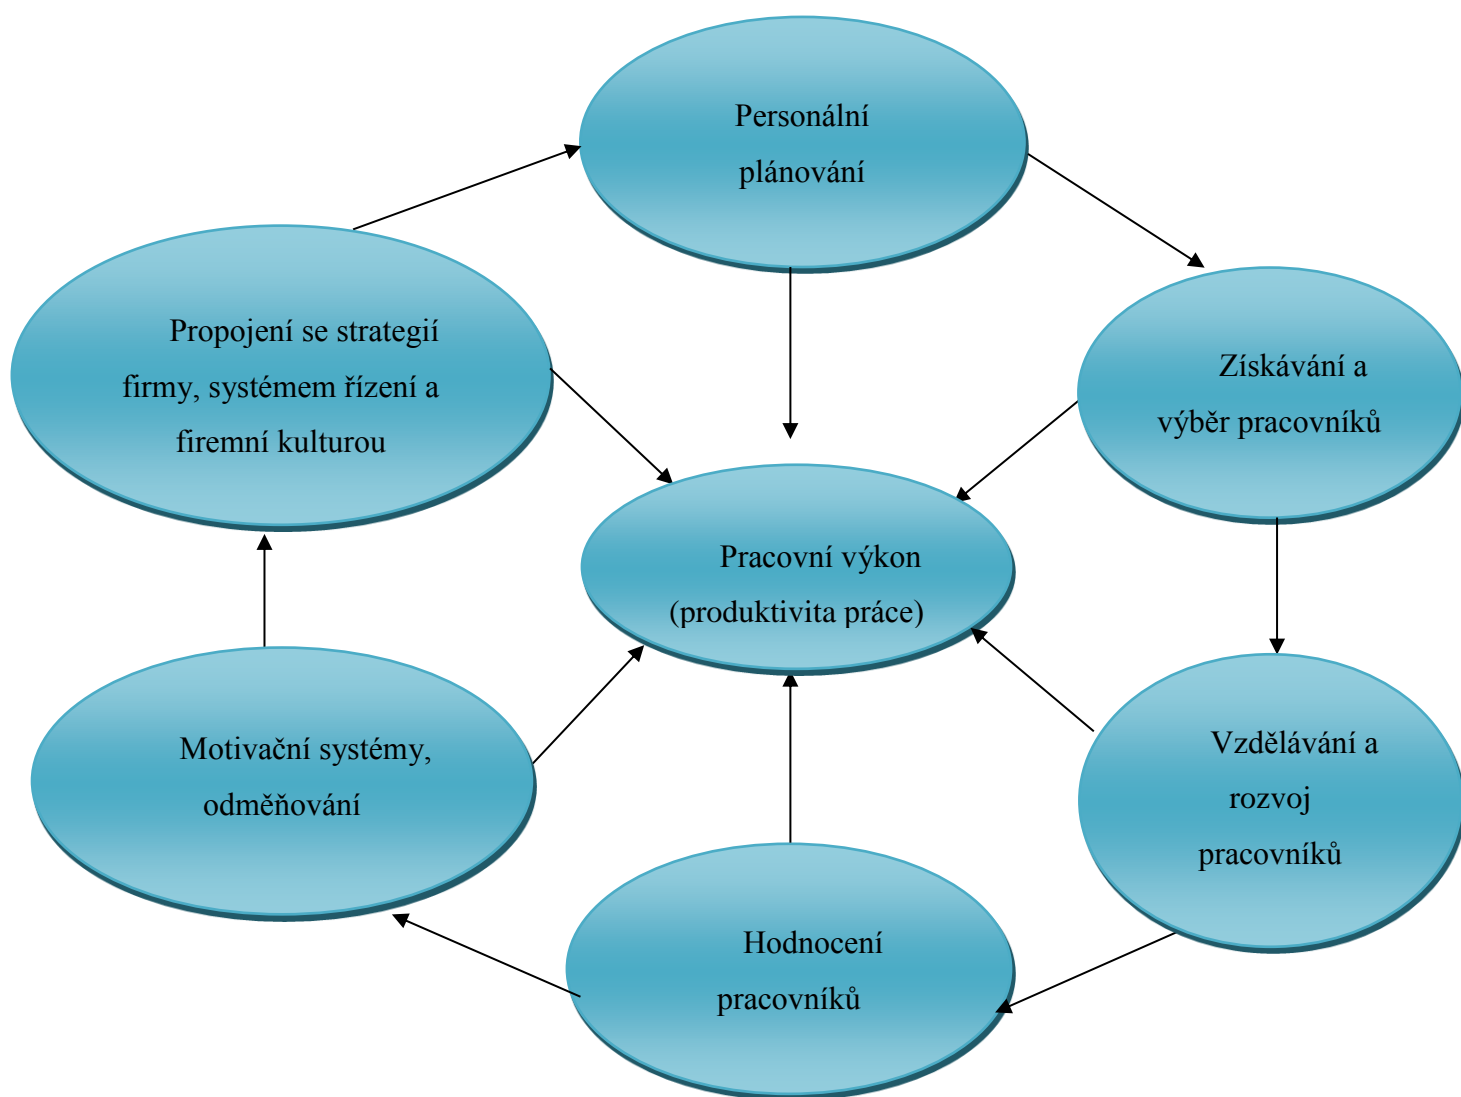 Personální
plánování
Propojení se strategií
firmy, systémem řízení a
firemní kulturou
Získávání a
výběr pracovníků
Pracovní výkon
(produktivita práce)
Motivační systémy,
odměňování
Vzdělávání a
rozvoj
pracovníků
Hodnocení
pracovníků